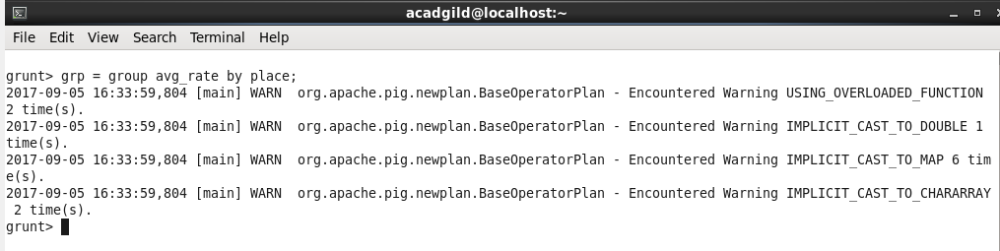 acadgild@localhost:~
File Edit View Search Terminal Help
grunt> grp = group avg_rate by place;
2017-09-05 16:33:59,804 [main] WARN  org.apache.pig.newplan.BaseOperatorPlan - Encountered Warning USING_OVERLOADED_FUNCTION
2 time(s).
2017-09-05 16:33:59,804 [main] WARN  org.apache.pig.newplan.BaseOperatorPlan - Encountered Warning IMPLICIT_CAST_TO_DOUBLE 1
time(s).
2017-09-05 16:33:59,804 [main] WARN  org.apache.pig.newplan.BaseOperatorPlan - Encountered Warning IMPLICIT_CAST_TO_MAP 6 tim
e(s).
2017-09-05 16:33:59,804 [main] WARN  org.apache.pig.newplan.BaseOperatorPlan - Encountered Warning IMPLICIT_CAST_TO_CHARARRAY
 2 time(s).
grunt>